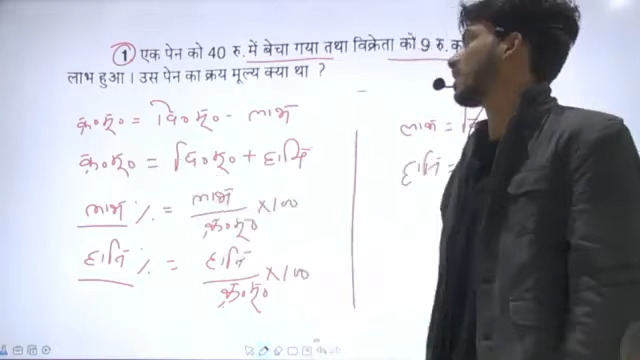 ① एक पेन को 40 रु. में बेचा गया तथा विक्रेता को 9 रु.
लाभ हुआ । उस पेन का क्रय मूल्य क्या था ?
क्र०मू० = वि०मू० - लाभ
क्र०मू० = वि०मू० + हानि
लाभ % = लाभ / क्र०मू० × 100
हानि % = हानि / क्र०मू० × 100
लाभ =
हानि =